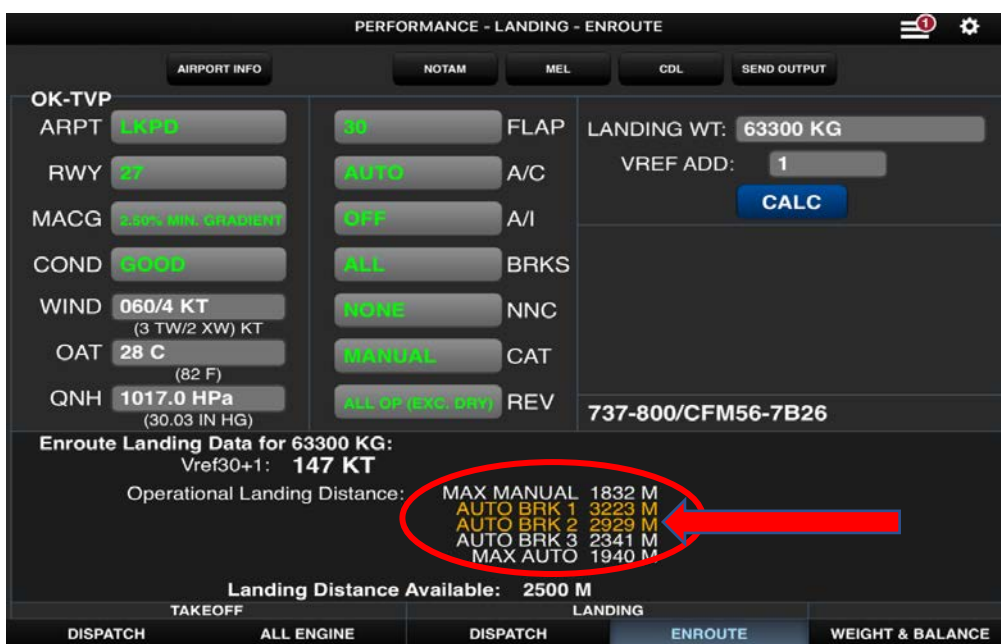 PERFORMANCE - LANDING - ENROUTE
1
AIRPORT INFO NOTAM MEL CDL SEND OUTPUT
OK-TVP
ARPT LKPD 30 FLAP LANDING WT: 63300 KG
RWY 27 AUTO A/C VREF ADD: 1
CALC
MACG 2.50% MIN. GRADIENT OFF A/I
COND GOOD ALL BRKS
WIND 060/4 KT NONE NNC
(3 TW/2 XW) KT
OAT 28 C MANUAL CAT
(82 F)
QNH 1017.0 HPa ALL OP (EXC. DRY) REV
(30.03 IN HG)
737-800/CFM56-7B26
Enroute Landing Data for 63300 KG:
Vref30+1: 147 KT
Operational Landing Distance: MAX MANUAL 1832 M
AUTO BRK 1 3223 M
AUTO BRK 2 2929 M
AUTO BRK 3 2341 M
MAX AUTO 1940 M
Landing Distance Available: 2500 M
TAKEOFF LANDING
DISPATCH ALL ENGINE DISPATCH ENROUTE WEIGHT & BALANCE